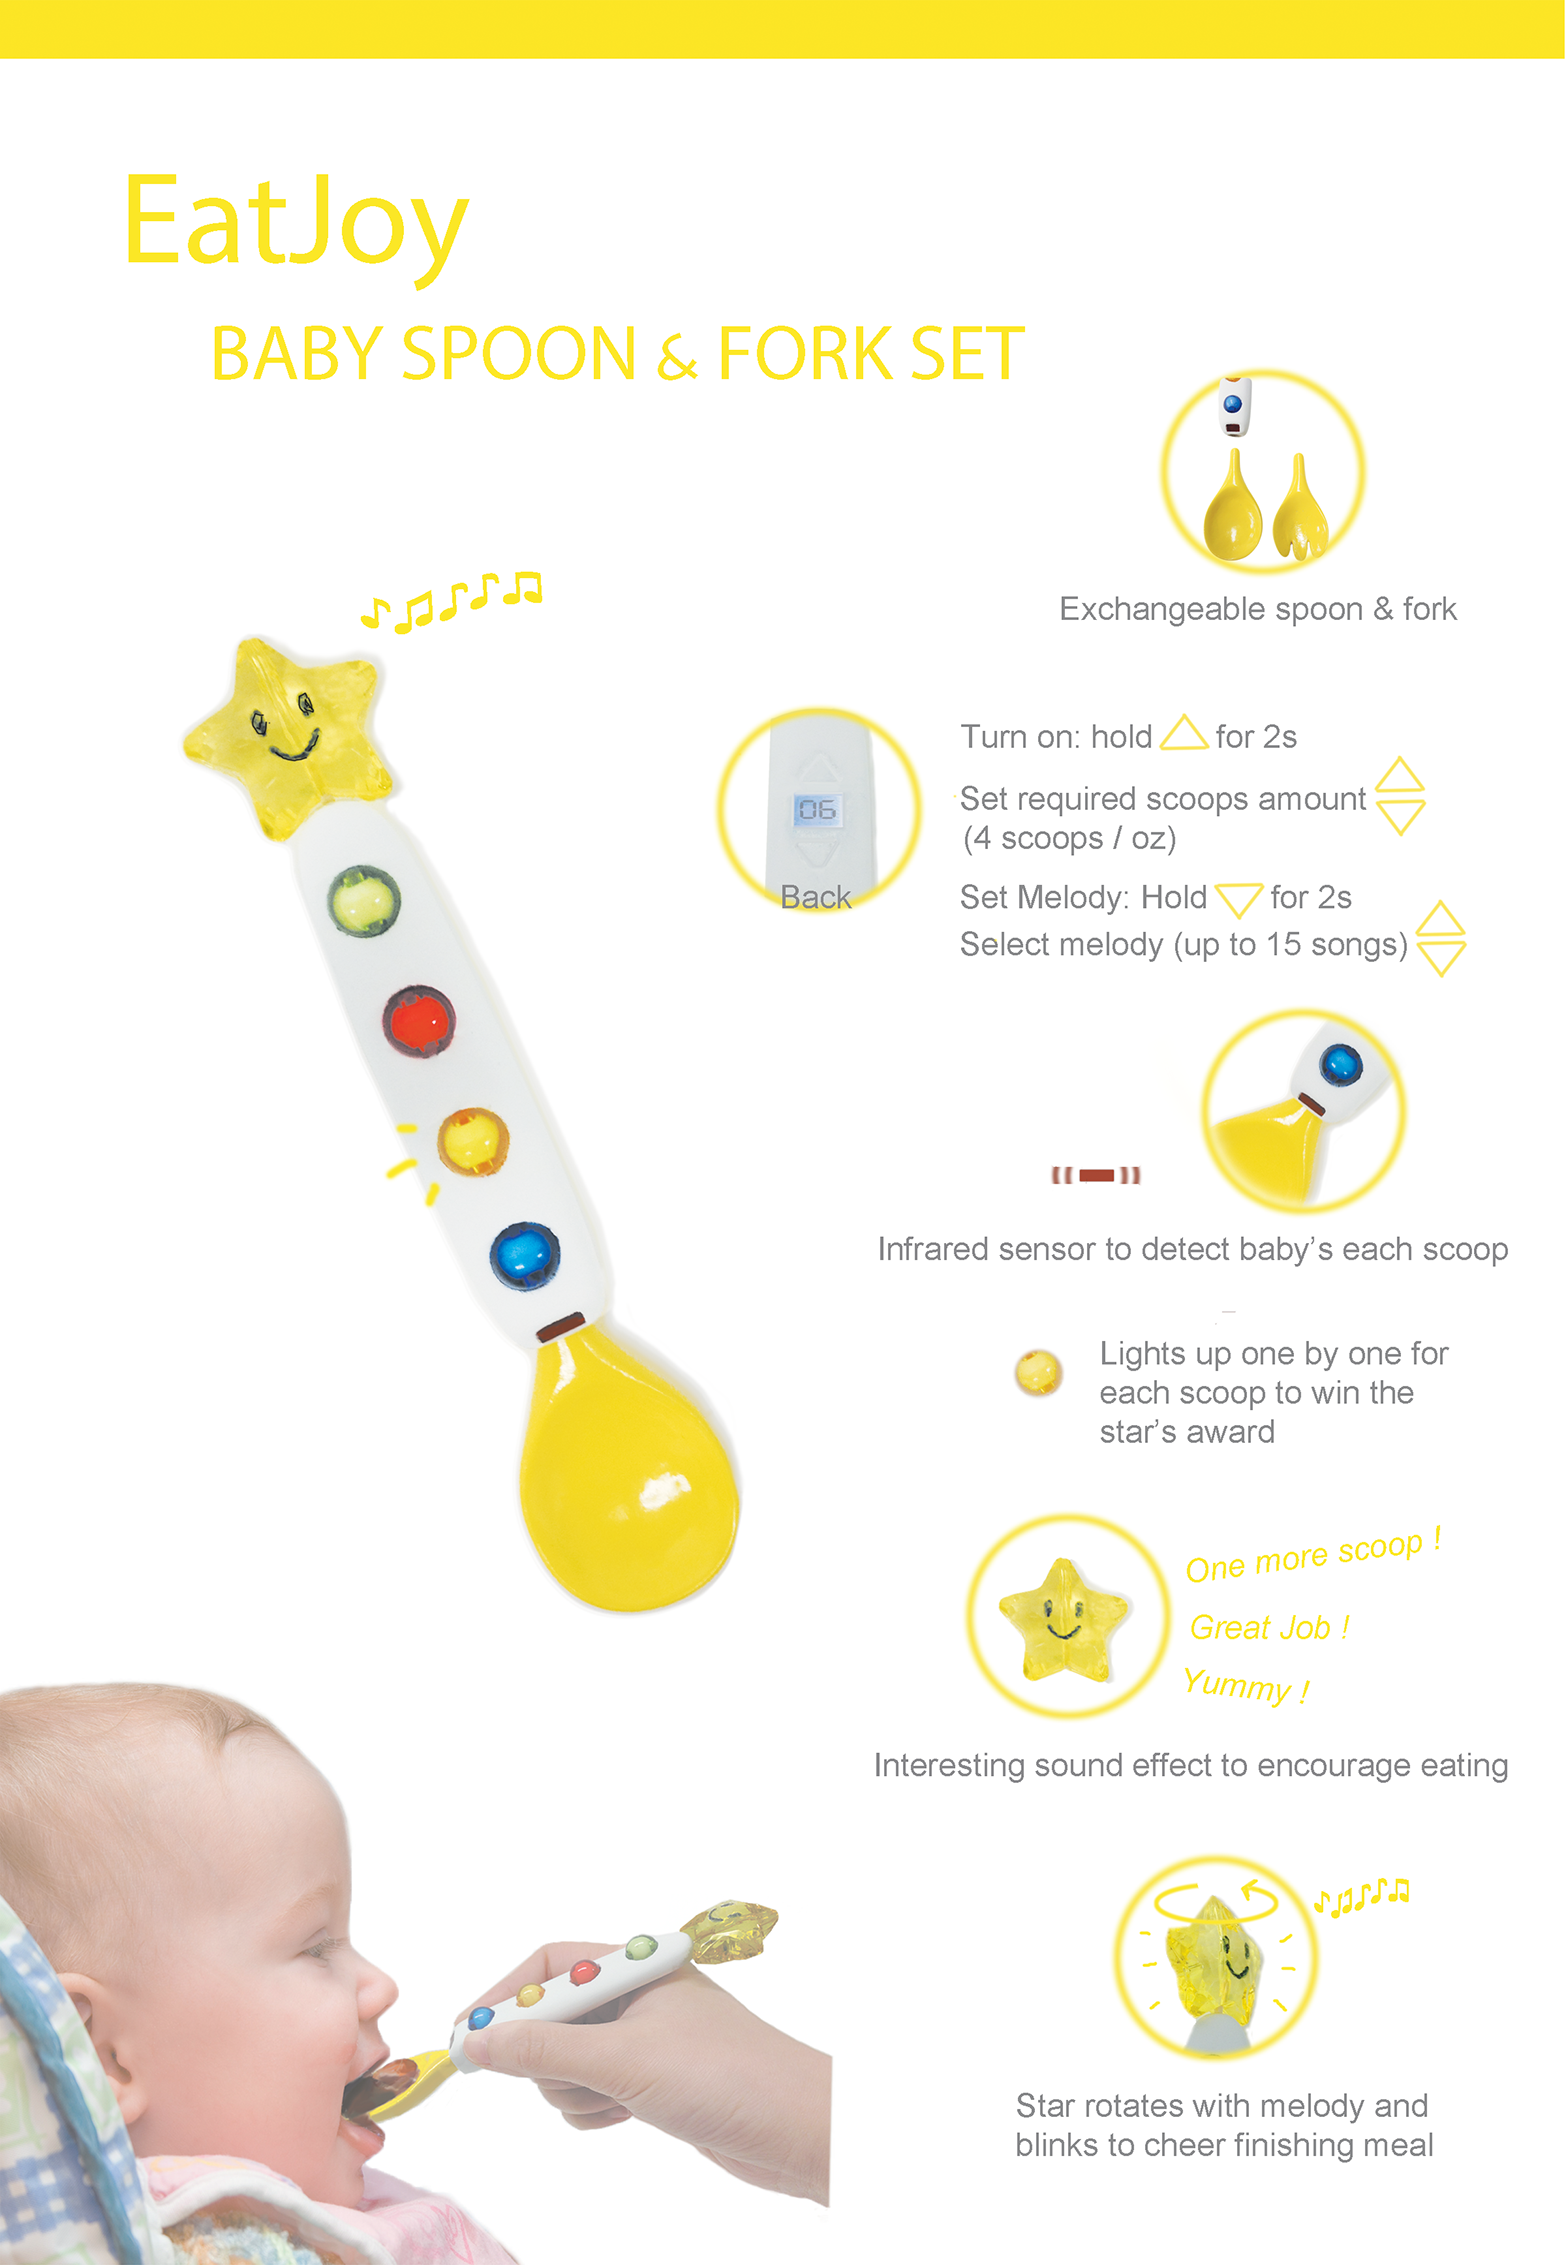 EatJoy
BABY SPOON & FORK SET
Exchangeable spoon & fork
Turn on: hold for 2s
Set required scoops amount
(4 scoops / oz)
06
Back
Set Melody: Hold for 2s
Select melody (up to 15 songs)
Infrared sensor to detect baby's each scoop
Lights up one by one for
each scoop to win the
star's award
One more scoop !
Great Job !
Yummy !
Interesting sound effect to encourage eating
Star rotates with melody and
blinks to cheer finishing meal